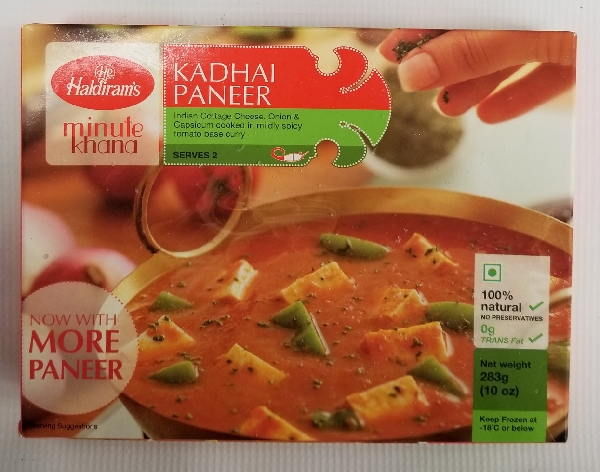 Haldiram's
minute
khana
KADHAI
PANEER
Indian Cottage Cheese, Onion &
Capsicum cooked in mildly spicy
tomato base curry
SERVES 2
NOW WITH
MORE
PANEER
100%
natural
NO PRESERVATIVES
0g
TRANS Fat
Net weight
283g
(10 oz)
Keep Frozen at
-18°C or below
Serving Suggestions